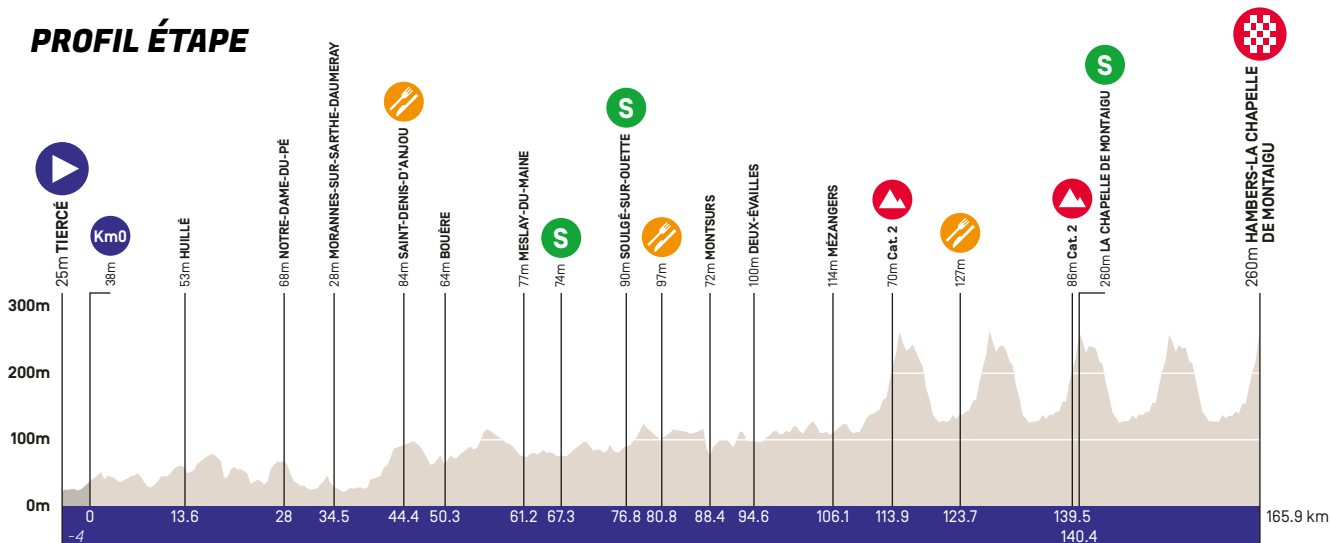 PROFIL ÉTAPE
25m TIERCÉ
Km0
38m
53m HUILLÉ
68m NOTRE-DAME-DU-PÉ
28m MORANNES-SUR-SARTHE-DAUMERAY
84m SAINT-DENIS-D'ANJOU
64m BOUÈRE
77m MESLAY-DU-MAINE
S
74m
S
90m SOULGÉ-SUR-OUETTE
97m
72m MONTSURS
100m DEUX-ÉVAILLES
114m MÉZANGERS
70m Cat. 2
127m
86m Cat. 2
S
260m LA CHAPELLE DE MONTAIGU
260m HAMBERS-LA CHAPELLE
DE MONTAIGU
300m
200m
100m
0m
-4
0 13.6 28 34.5 44.4 50.3 61.2 67.3 76.8 80.8 88.4 94.6 106.1 113.9 123.7 139.5 165.9 km
140.4